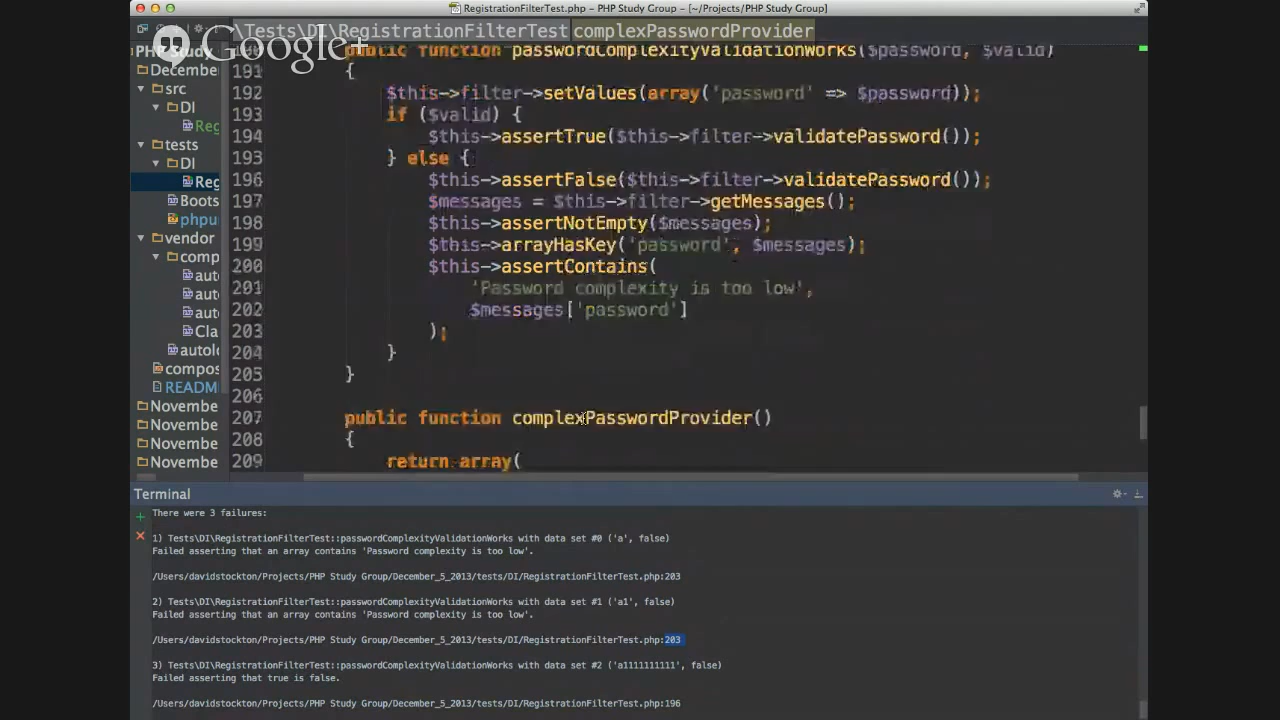 RegistrationFilterTest.php - PHP Study Group - [~/Projects/PHP Study Group]
\Tests\DI\RegistrationFilterTest complexPasswordProvider
Google+
PHP Study
December
src
DI
Reg
tests
DI
Reg
Boots
phpu
vendor
comp
auto
auto
auto
Cla
autolo
compos
README
Novembe
Novembe
Novembe
Novembe
190 public function passwordComplexityValidationWorks($password, $valid)
191 {
192 $this->filter->setValues(array('password' => $password));
193 if ($valid) {
194 $this->assertTrue($this->filter->validatePassword());
193 } else {
196 $this->assertFalse($this->filter->validatePassword());
197 $messages = $this->filter->getMessages();
198 $this->assertNotEmpty($messages);
199 $this->arrayHasKey('password', $messages);
200 $this->assertContains(
201 'Password complexity is too low',
202 $messages['password']
203 );
204 }
205 }
206
207 public function complexPasswordProvider()
208 {
209 return array(
Terminal
There were 3 failures:
1) Tests\DI\RegistrationFilterTest::passwordComplexityValidationWorks with data set #0 ('a', false)
Failed asserting that an array contains 'Password complexity is too low'.
/Users/davidstockton/Projects/PHP Study Group/December_5_2013/tests/DI/RegistrationFilterTest.php:203
2) Tests\DI\RegistrationFilterTest::passwordComplexityValidationWorks with data set #1 ('a1', false)
Failed asserting that an array contains 'Password complexity is too low'.
/Users/davidstockton/Projects/PHP Study Group/December_5_2013/tests/DI/RegistrationFilterTest.php:203
3) Tests\DI\RegistrationFilterTest::passwordComplexityValidationWorks with data set #2 ('a1111111111', false)
Failed asserting that true is false.
/Users/davidstockton/Projects/PHP Study Group/December_5_2013/tests/DI/RegistrationFilterTest.php:196